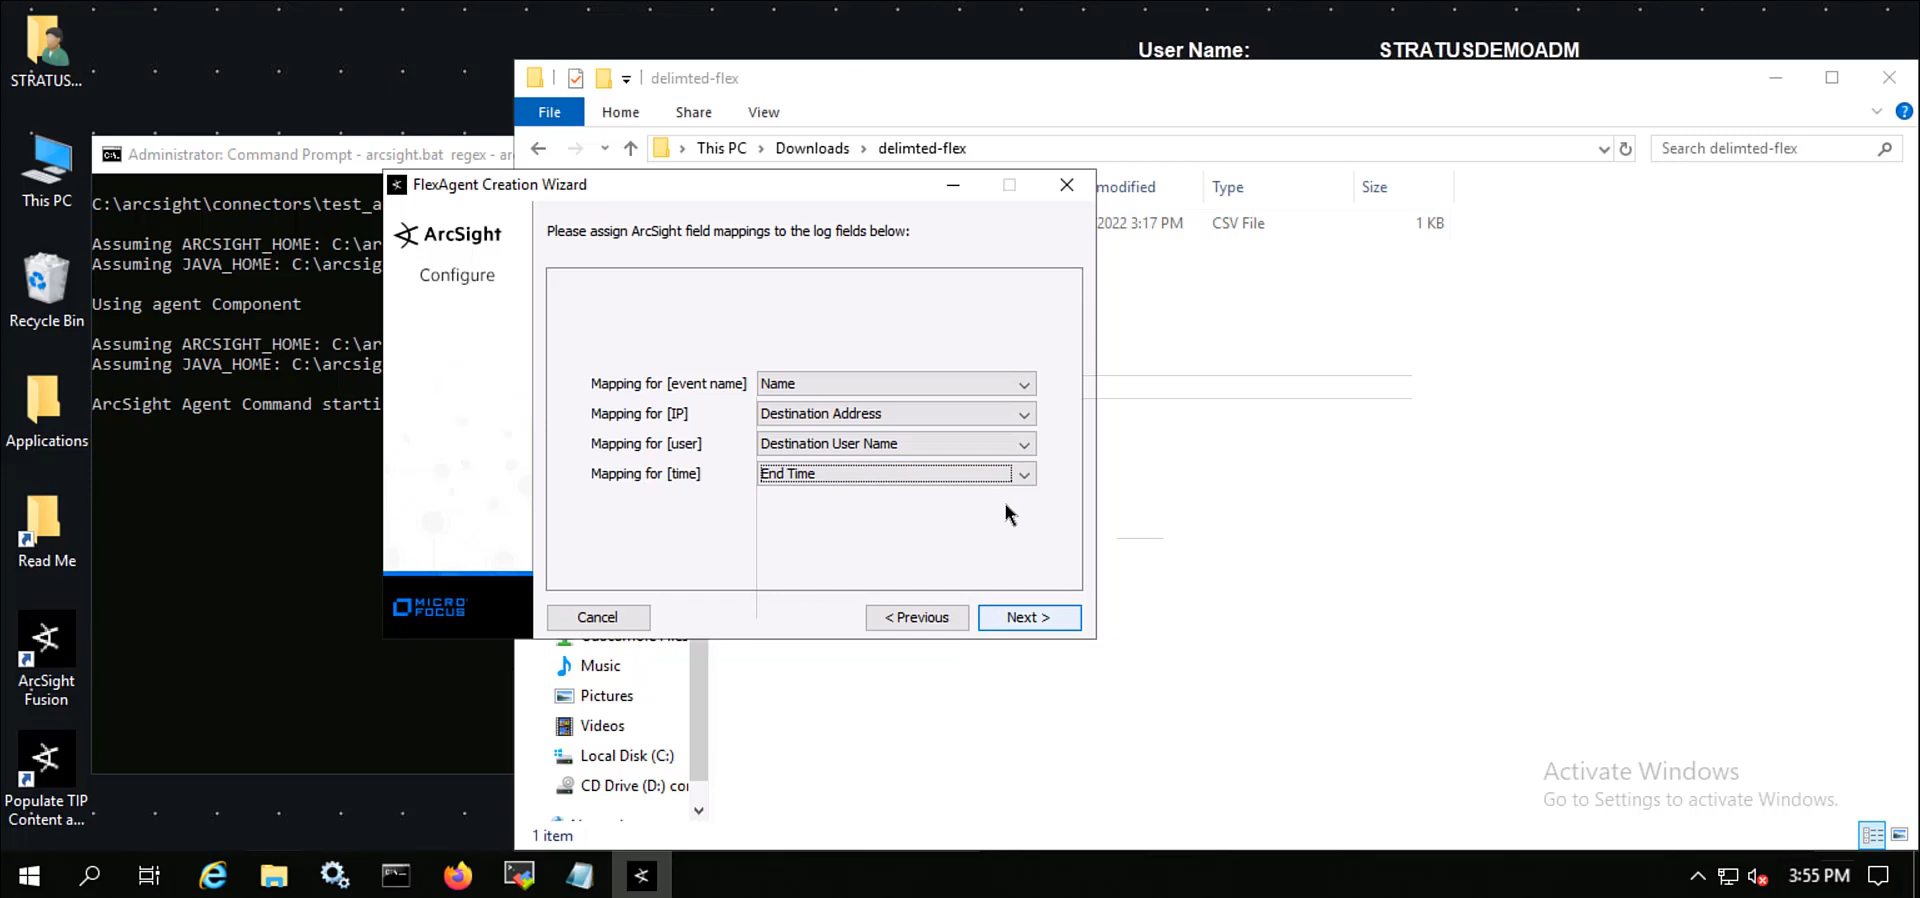 User Name: STRATUSDEMOADM
STRATUS...
This PC
Recycle Bin
Applications
Read Me
ArcSight
Fusion
Populate TIP
Content a...
delimted-flex
File Home Share View
This PC > Downloads > delimted-flex
Search delimted-flex
modified Type Size
2022 3:17 PM CSV File 1 KB
Administrator: Command Prompt - arcsight.bat regex - ar
C:\arcsight\connectors\test_a
Assuming ARCSIGHT_HOME: C:\ar
Assuming JAVA_HOME: C:\arcsig
Using agent Component
Assuming ARCSIGHT_HOME: C:\ar
Assuming JAVA_HOME: C:\arcsig
ArcSight Agent Command starti
FlexAgent Creation Wizard
ArcSight
Configure
Please assign ArcSight field mappings to the log fields below:
Mapping for [event name] Name
Mapping for [IP] Destination Address
Mapping for [user] Destination User Name
Mapping for [time] End Time
MICRO
FOCUS
Cancel < Previous Next >
Music
Pictures
Videos
Local Disk (C:)
CD Drive (D:) co
1 item
Activate Windows
Go to Settings to activate Windows.
3:55 PM